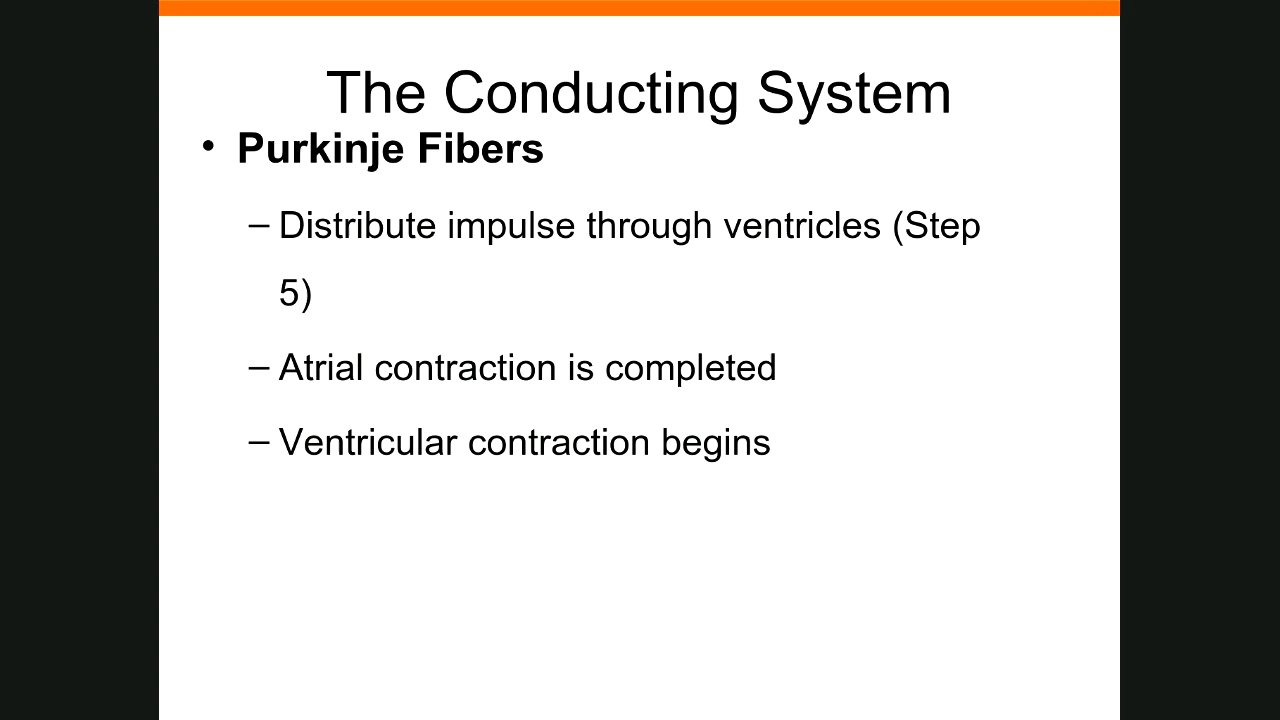 The Conducting System
• Purkinje Fibers
– Distribute impulse through ventricles (Step
5)
– Atrial contraction is completed
– Ventricular contraction begins